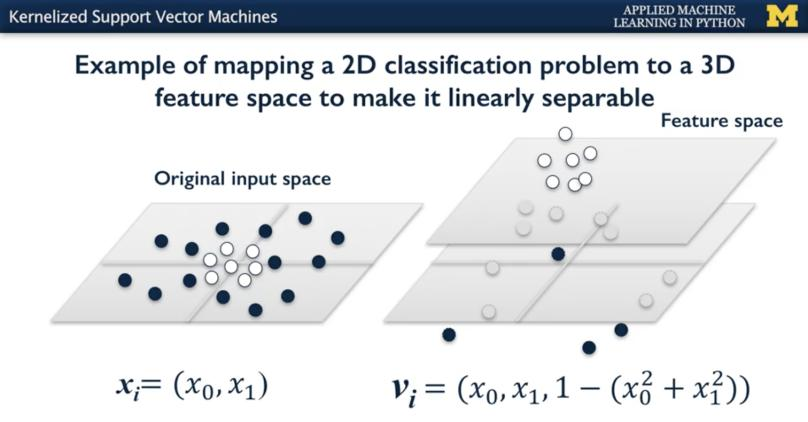 Kernelized Support Vector Machines
APPLIED MACHINE
LEARNING IN PYTHON
M
Example of mapping a 2D classification problem to a 3D
feature space to make it linearly separable
Feature space
Original input space
𝒙ᵢ= (x₀, x₁)
𝒗ᵢ = (x₀, x₁, 1 − (x₀² + x₁²))